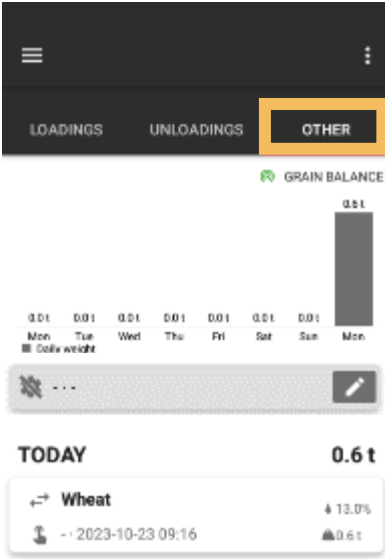 LOADINGS UNLOADINGS OTHER
GRAIN BALANCE
0.6 t
0.0 t 0.0 t 0.0 t 0.0 t 0.0 t 0.0 t 0.0 t
Mon Tue Wed Thu Fri Sat Sun Mon
Daily weight
- · -
TODAY 0.6 t
Wheat
13.0%
- · 2023-10-23 09:16 0.6 t